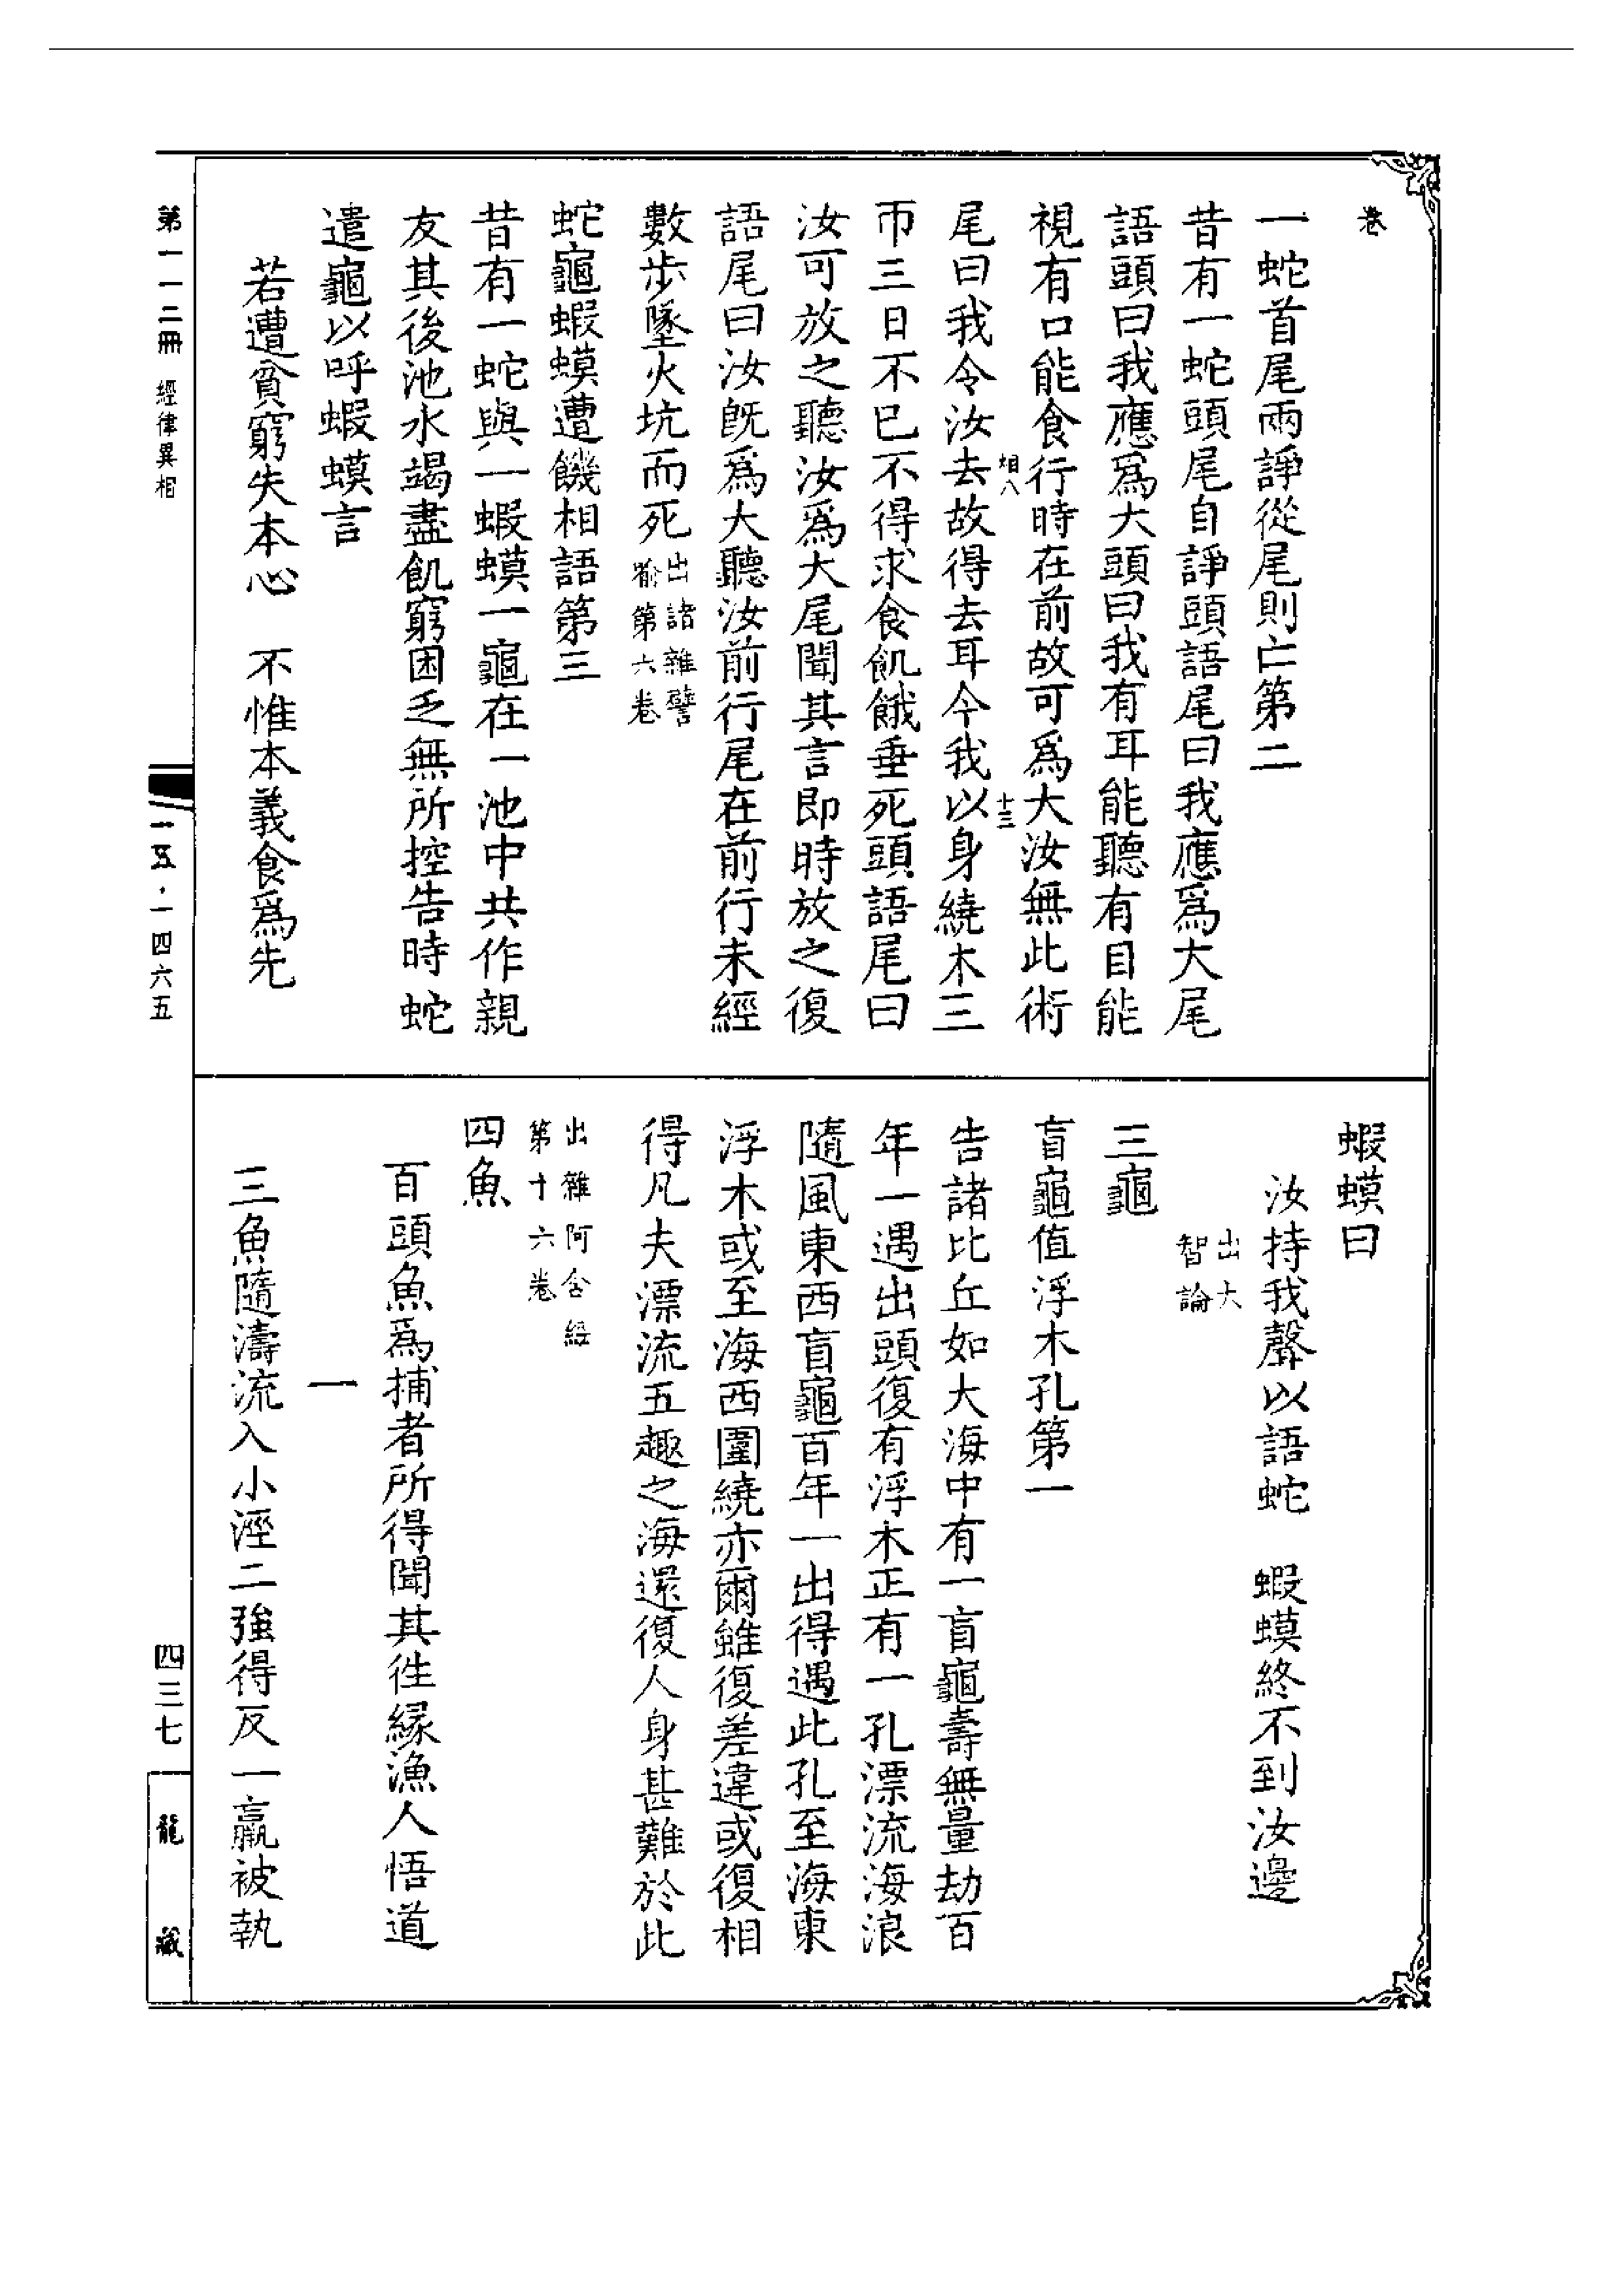 卷
一蛇首尾兩諍從尾則亡第二
昔有一蛇頭尾自諍頭語尾曰我應爲大尾
語頭曰我應爲大頭曰我有耳能聽有目能
視有口能食行時在前故可爲大汝無此術
尾曰我令汝去故得去耳今我以身繞木三
帀三日不已不得求食飢餓垂死頭語尾曰
汝可放之聽汝爲大尾聞其言即時放之復
語尾曰汝旣爲大聽汝前行尾在前行未經
數步墜火坑而死
出諸雜譬
喻第六卷
蛇龜蝦蟆遭饑相語第三
昔有一蛇與一蝦蟆一龜在一池中共作親
友其後池水竭盡飢窮困乏無所控告時蛇
遣龜以呼蝦蟆言
若遭貧窮失本心　不惟本義食爲先
蝦蟆曰
汝持我聲以語蛇　蝦蟆終不到汝邊
出大
智論
三龜
盲龜値浮木孔第一
告諸比丘如大海中有一盲龜壽無量劫百
年一遇出頭復有浮木正有一孔漂流海浪
隨風東西盲龜百年一出得遇此孔至海東
浮木或至海西圍繞亦爾雖復差違或復相
得凡夫漂流五趣之海還復人身甚難於此
出雜阿含經
第十六卷
四魚
百頭魚爲捕者所得聞其徃緣漁人悟道
一
三魚隨濤流入小涇二強得反一羸被執
第一一二冊 經律異相
一五·一四六五
四三七
龍藏
八
十三